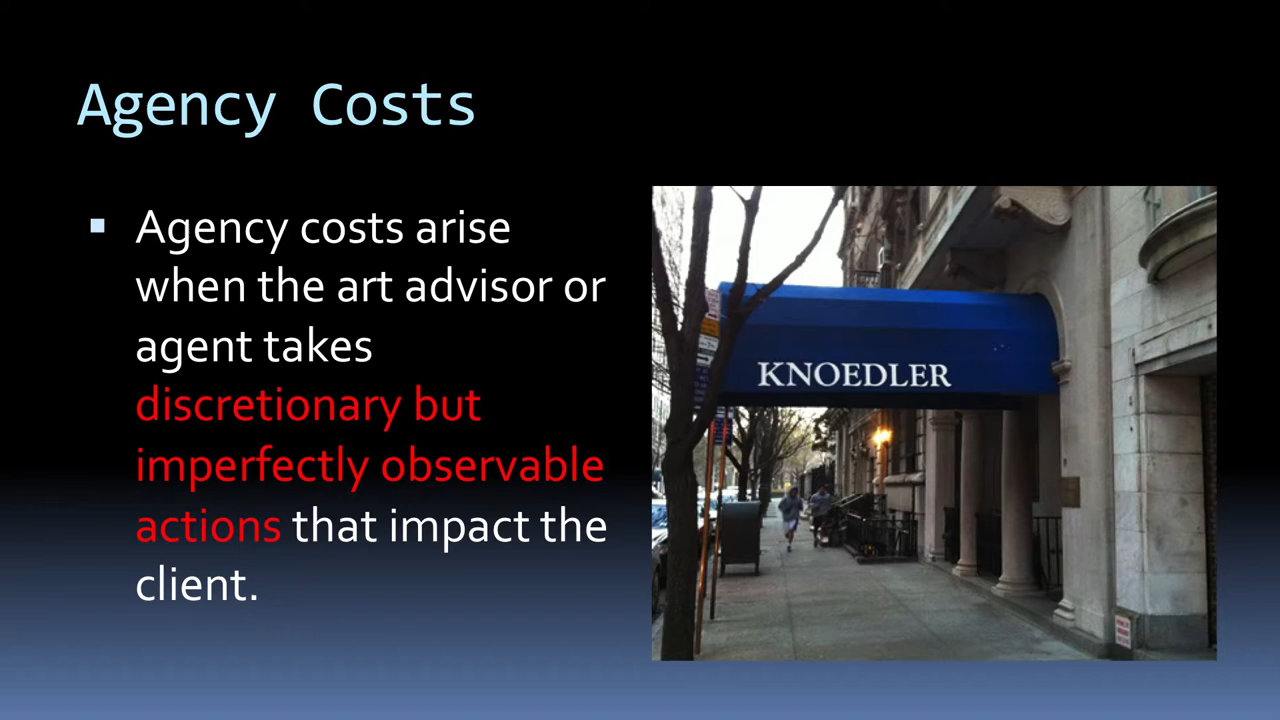 Agency Costs
Agency costs arise
when the art advisor or
agent takes
discretionary but
imperfectly observable
actions that impact the
client.
KNOEDLER